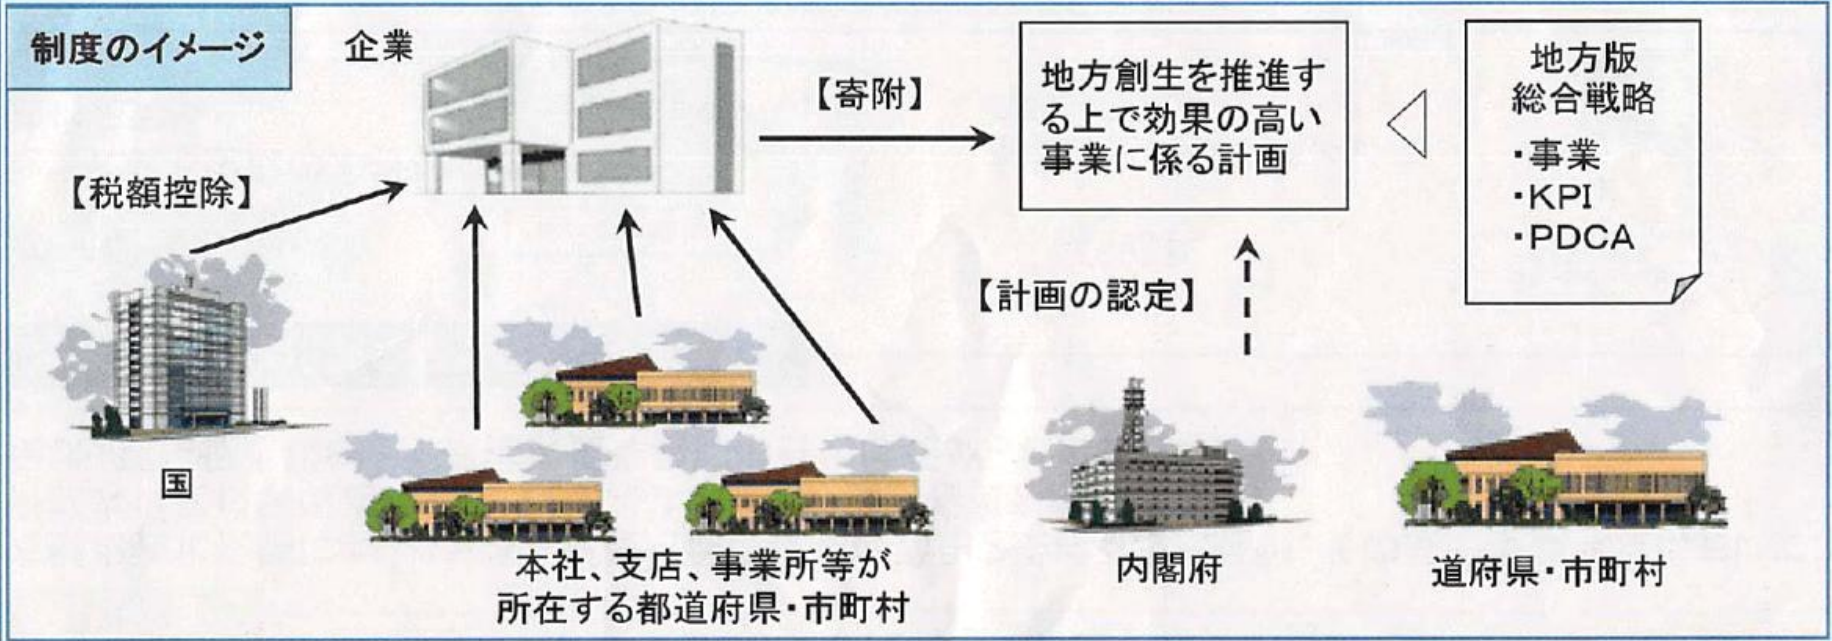 制度のイメージ
企業
【寄附】
地方創生を推進す
る上で効果の高い
事業に係る計画
地方版
総合戦略
・事業
・KPI
・PDCA
【税額控除】
【計画の認定】
国
本社、支店、事業所等が
所在する都道府県・市町村
内閣府
道府県・市町村